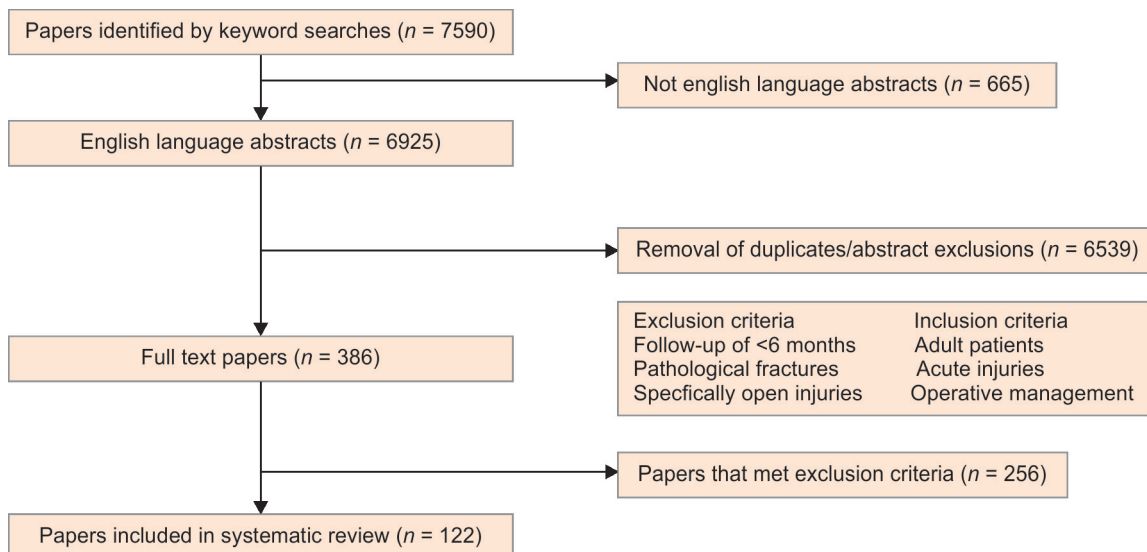 Papers identified by keyword searches (n = 7590)
Not english language abstracts (n = 665)
English language abstracts (n = 6925)
Removal of duplicates/abstract exclusions (n = 6539)
Exclusion criteria Inclusion criteria
Follow-up of <6 months Adult patients
Pathological fractures Acute injuries
Specfically open injuries Operative management
Full text papers (n = 386)
Papers that met exclusion criteria (n = 256)
Papers included in systematic review (n = 122)